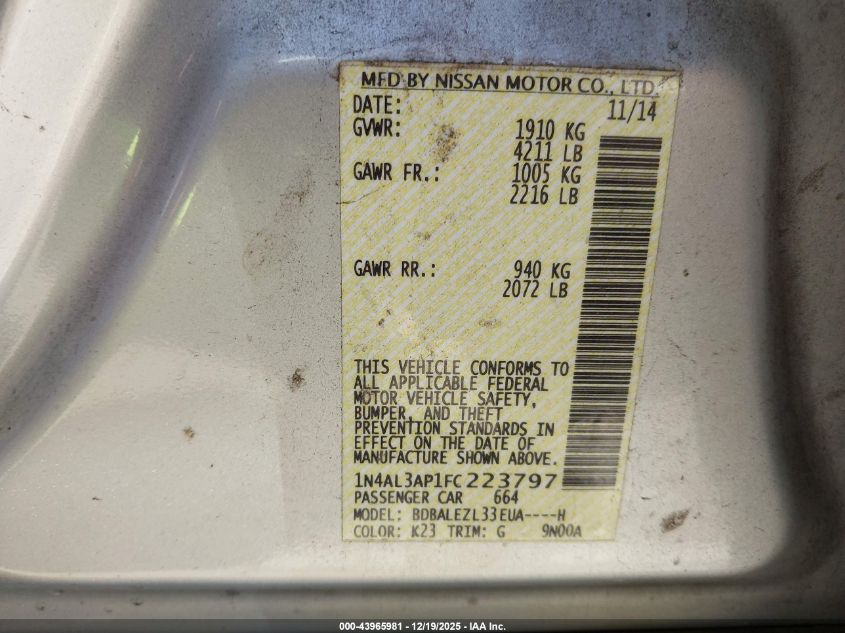 MFD BY NISSAN MOTOR CO., LTD.
DATE: 11/14
GVWR: 1910 KG
4211 LB
GAWR FR.: 1005 KG
2216 LB
GAWR RR.: 940 KG
2072 LB
THIS VEHICLE CONFORMS TO
ALL APPLICABLE FEDERAL
MOTOR VEHICLE SAFETY,
BUMPER, AND THEFT
PREVENTION STANDARDS IN
EFFECT ON THE DATE OF
MANUFACTURE SHOWN ABOVE.
1N4AL3AP1FC223797
PASSENGER CAR 664
MODEL: BDBALEZL33EUA----H
COLOR: K23 TRIM: G 9N00A
000-43965981 - 12/19/2025 - IAA Inc.